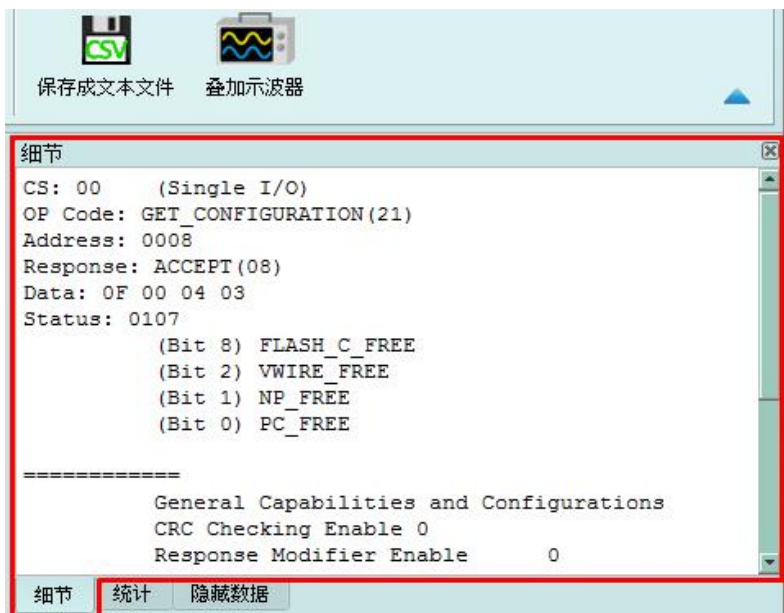 CSV
保存成文本文件 叠加示波器
细节
CS: 00 (Single I/O)
OP Code: GET_CONFIGURATION(21)
Address: 0008
Response: ACCEPT(08)
Data: 0F 00 04 03
Status: 0107
(Bit 8) FLASH_C_FREE
(Bit 2) VWIRE_FREE
(Bit 1) NP_FREE
(Bit 0) PC_FREE
============
General Capabilities and Configurations
CRC Checking Enable 0
Response Modifier Enable 0
细节 统计 隐藏数据